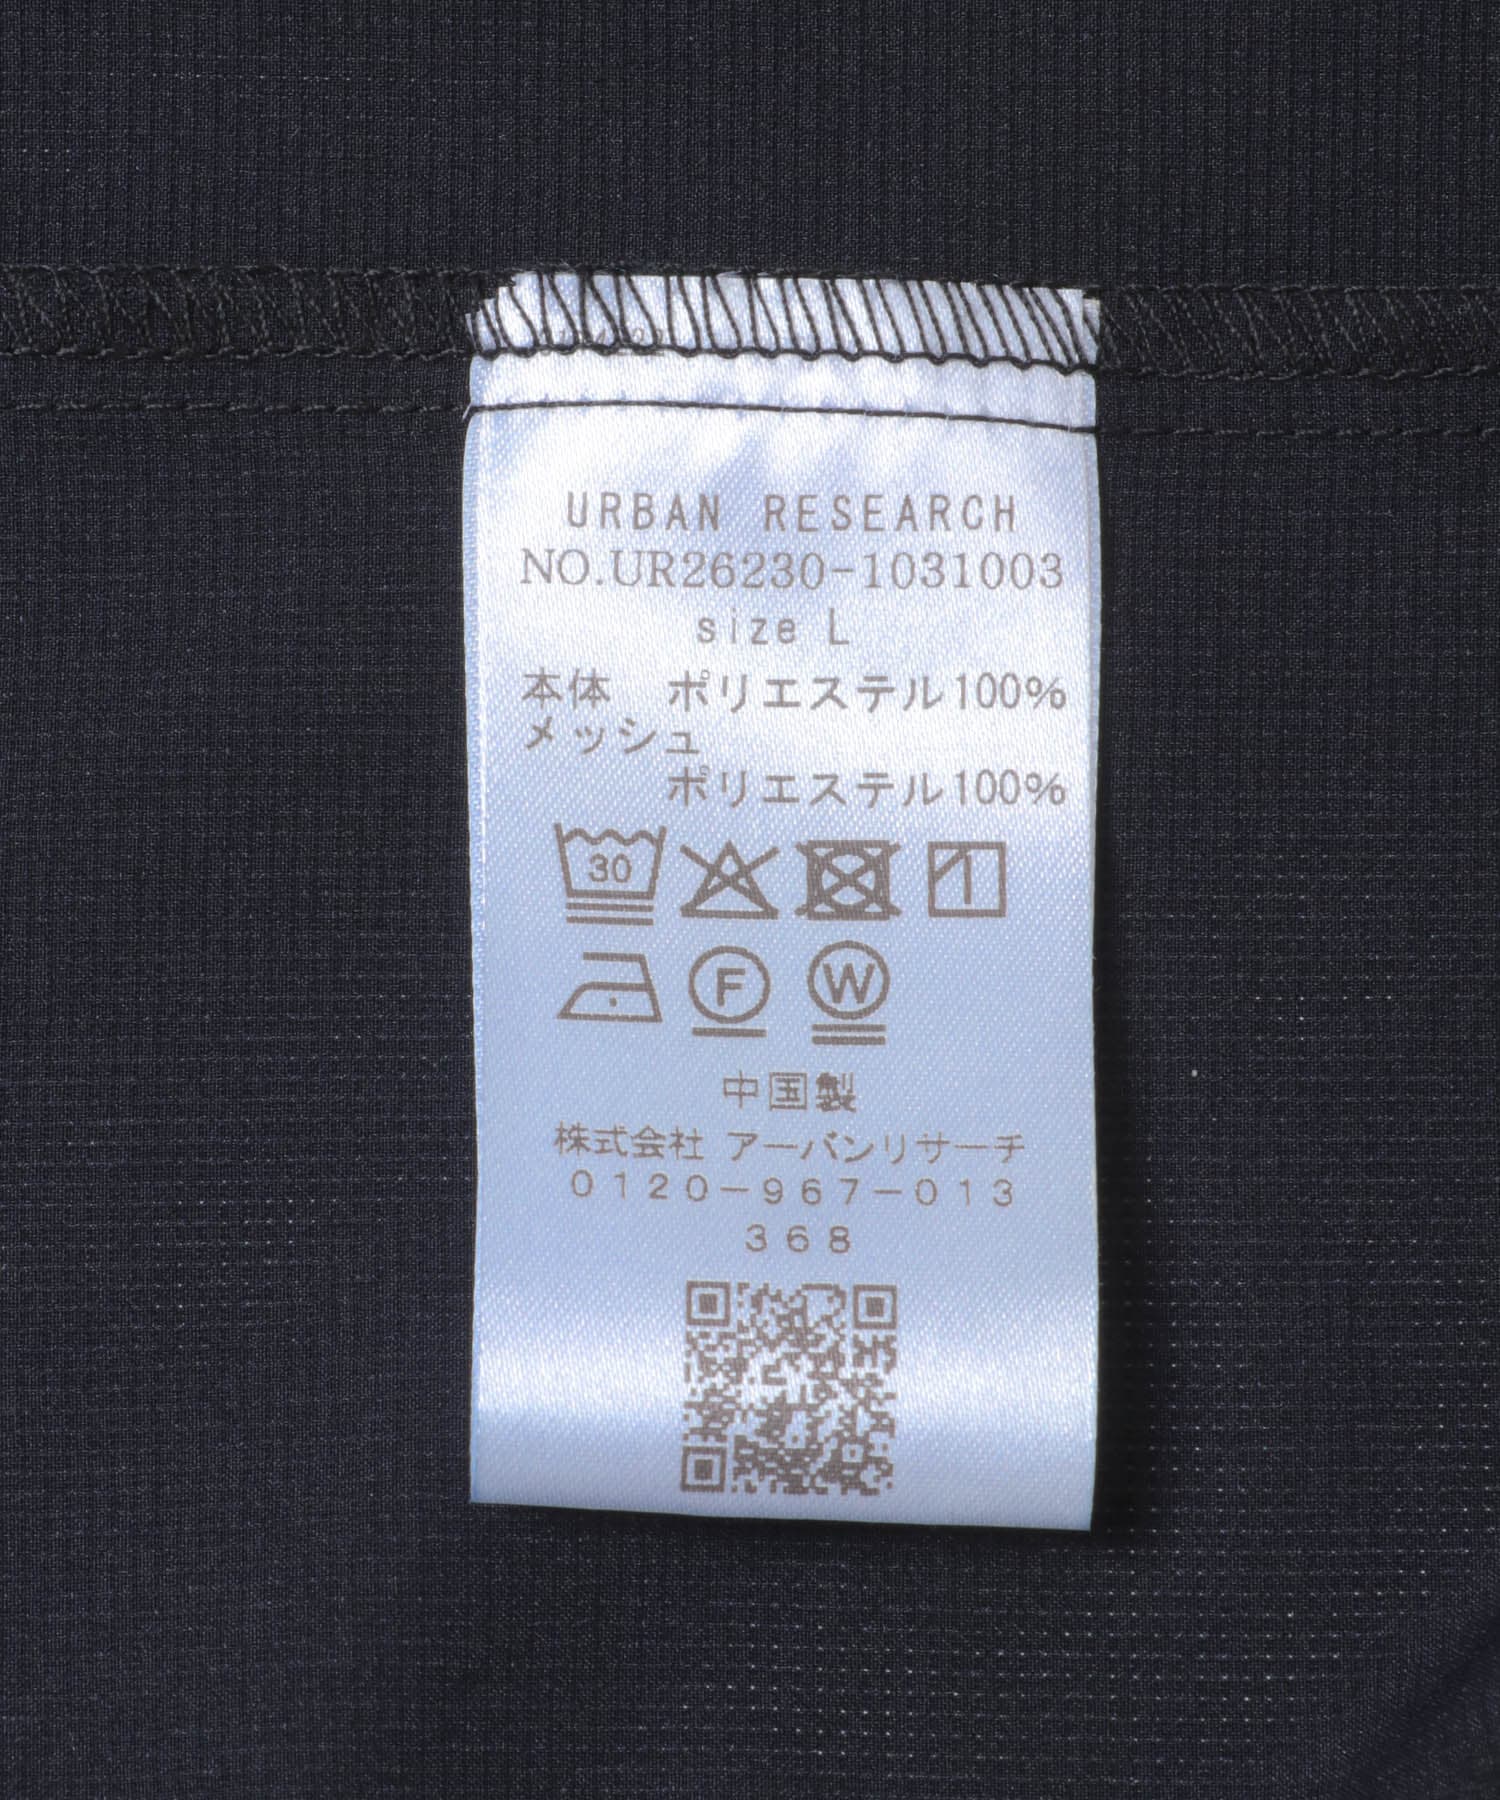 URBAN RESEARCH
NO.UR26230-1031003
size L
本体　ポリエステル100%
メッシュ
ポリエステル100%
30
F W
中国製
株式会社 アーバンリサーチ
0120-967-013
368